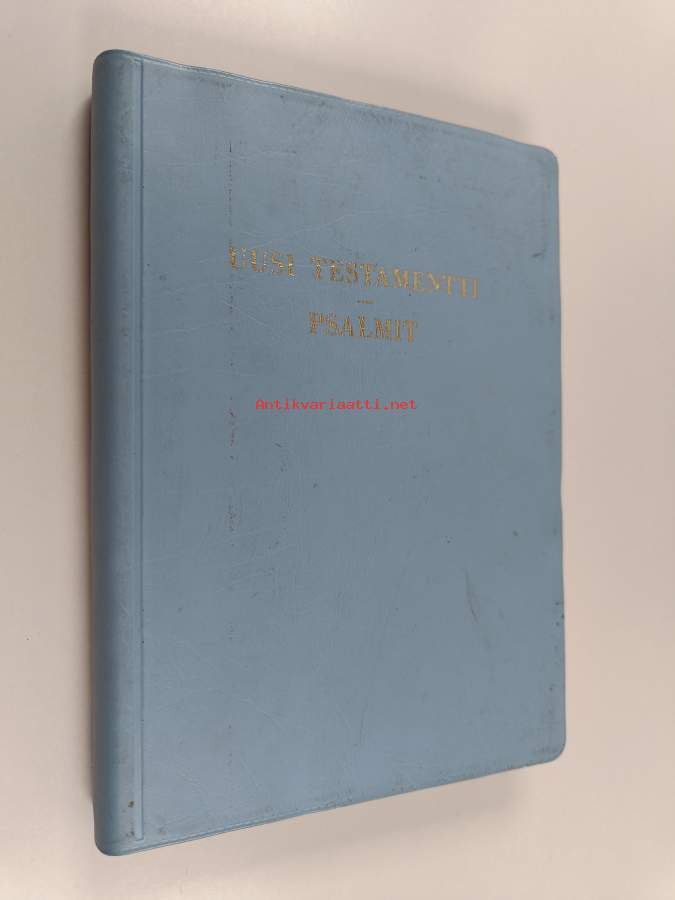 UUSI TESTAMENTTI
PSALMIT
Antikvariaatti.net